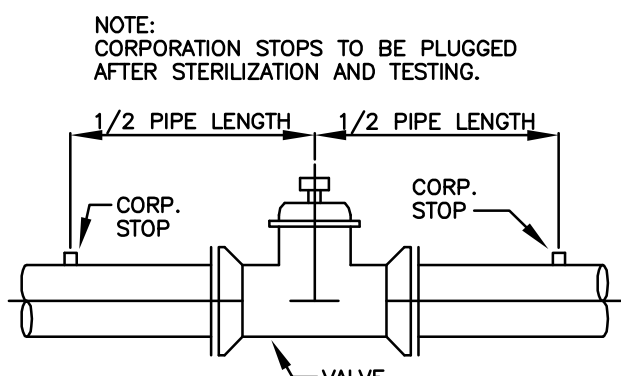 NOTE:
CORPORATION STOPS TO BE PLUGGED
AFTER STERILIZATION AND TESTING.
1/2 PIPE LENGTH
1/2 PIPE LENGTH
CORP.
STOP
CORP.
STOP
VALVE